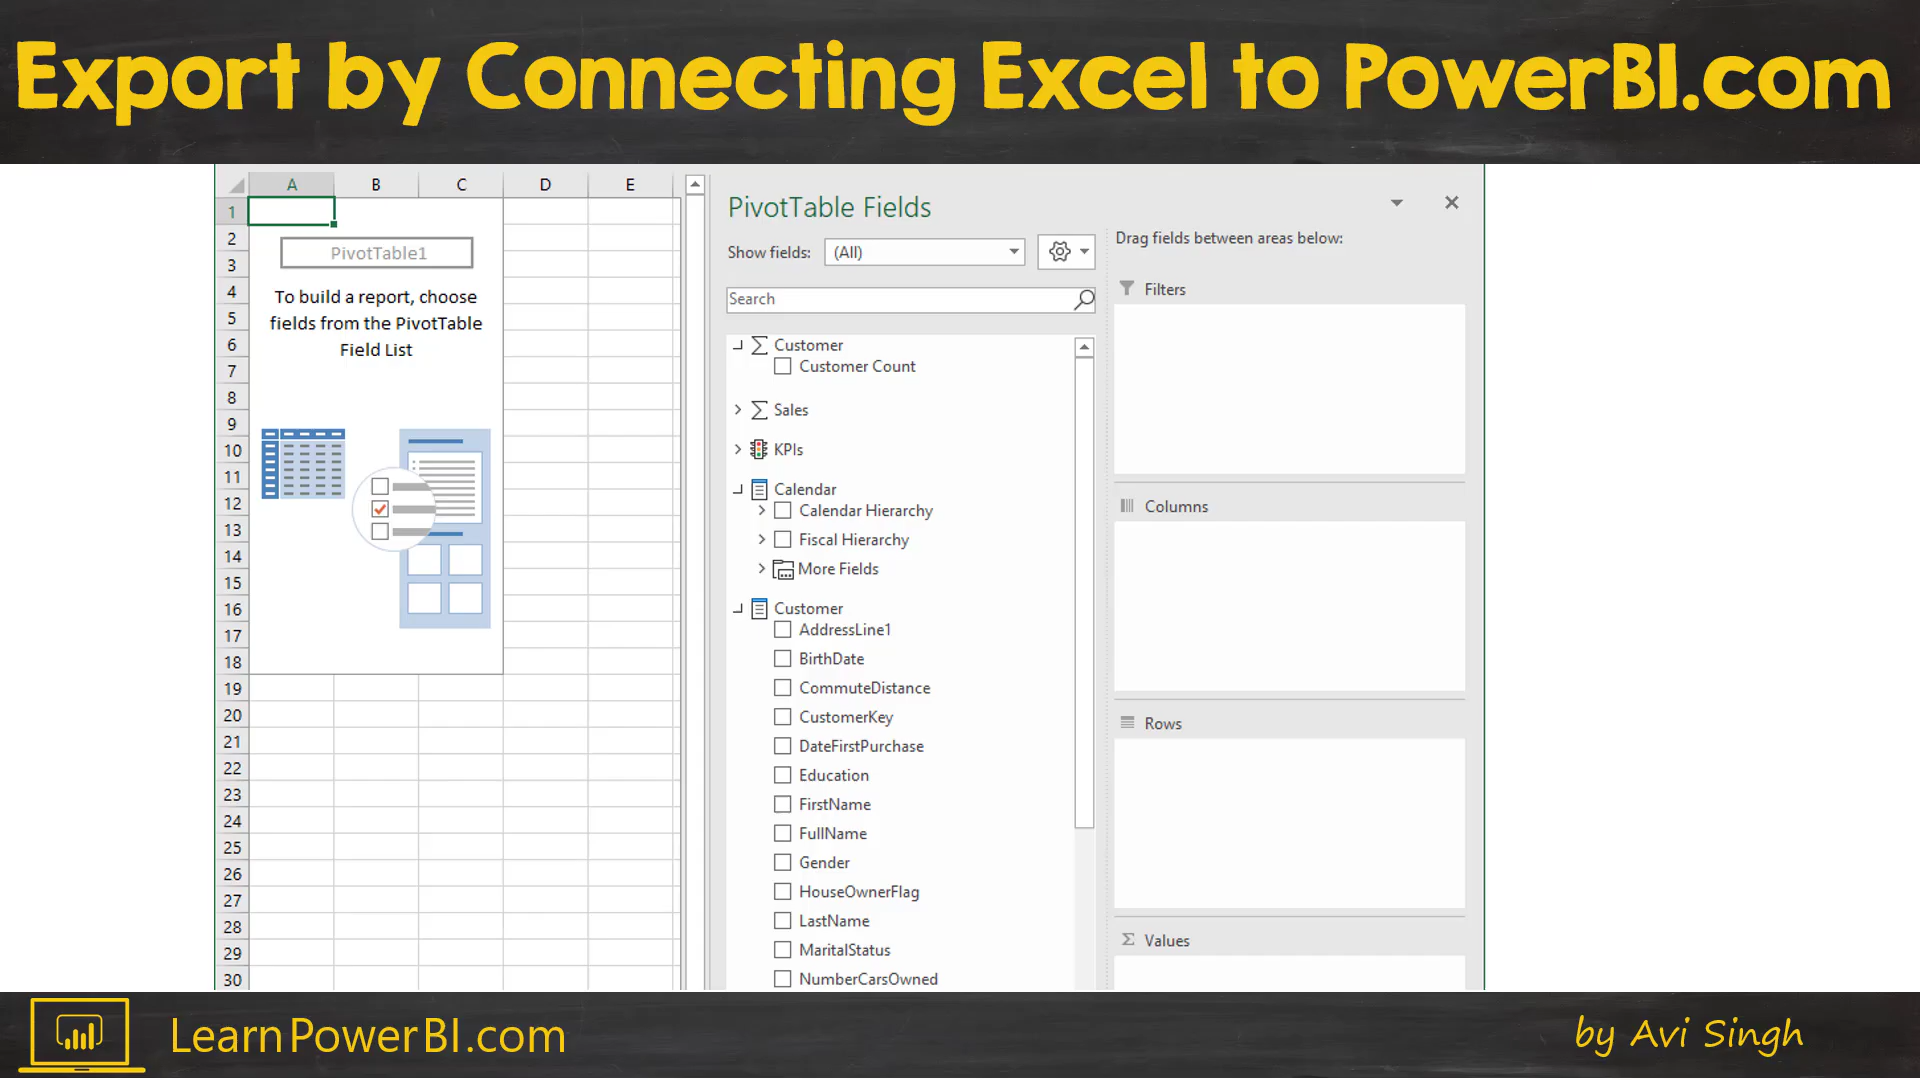 Export by Connecting Excel to PowerBI.com
A B C D E
1
2
3
4
5
6
7
8
9
10
11
12
13
14
15
16
17
18
19
20
21
22
23
24
25
26
27
28
29
30
PivotTable1
To build a report, choose
fields from the PivotTable
Field List
PivotTable Fields
Show fields: (All)
Search
Customer
Customer Count
Sales
KPIs
Calendar
Calendar Hierarchy
Fiscal Hierarchy
More Fields
Customer
AddressLine1
BirthDate
CommuteDistance
CustomerKey
DateFirstPurchase
Education
FirstName
FullName
Gender
HouseOwnerFlag
LastName
MaritalStatus
NumberCarsOwned
Drag fields between areas below:
Filters
Columns
Rows
Σ Values
LearnPowerBI.com
by Avi Singh